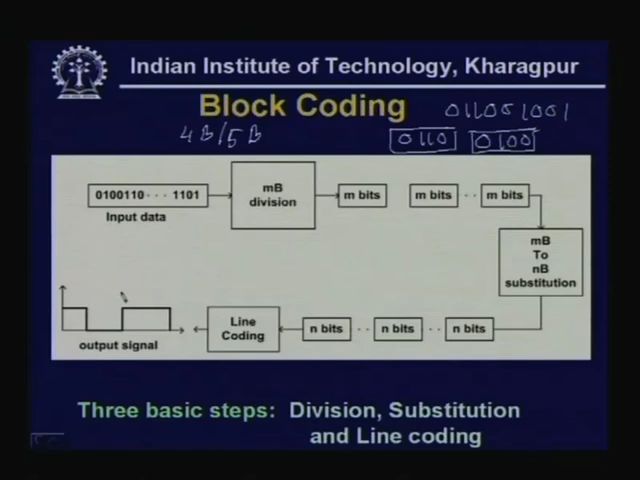 Indian Institute of Technology, Kharagpur
Block Coding
4B/5B
0110 0100
0100110 · · · 1101
Input data
mB
division
m bits
m bits · · m bits
mB
To
nB
substitution
n bits · · n bits · · n bits
Line
Coding
output signal
Three basic steps: Division, Substitution
and Line coding